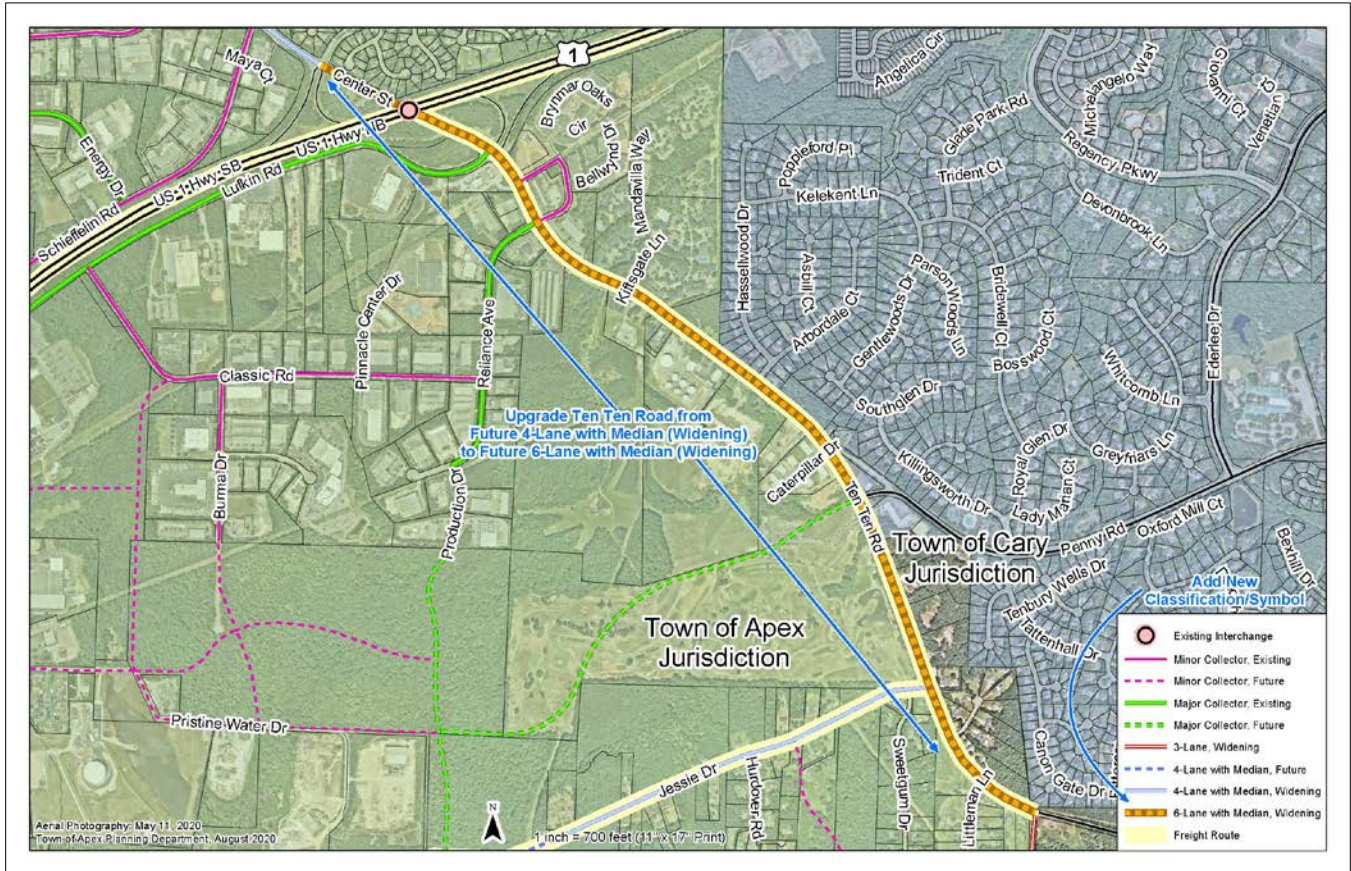 Maya Ct
Center St
1
Angelica Cir
Michelangelo Way
Giovanni Ct
Venetian Ct
Energy Dr
US 1 Hwy SB
US 1 Hwy NB
Lufkin Rd
Schieffelin Rd
Brynmar Oaks
Cir
Bellwynd Dr
Mandavilla Way
Glade Park Rd
Regency Pkwy
Poppleford Pl
Trident Ct
Kelekent Ln
Devonbrook Ln
Kiftsgate Ln
Hassellwood Dr
Asbill Ct
Arbordale Ct
Gentlewoods Dr
Parson Woods Ln
Bridewell Ct
Bosswood Ct
Ederlee Dr
Whitcomb Ln
Pinnacle Center Dr
Reliance Ave
Classic Rd
Southglen Dr
Greyfriars Ln
Upgrade Ten Ten Road from
Future 4-Lane with Median (Widening)
to Future 6-Lane with Median (Widening)
Burma Dr
Production Dr
Caterpillar Dr
Killingsworth Dr
Royal Glen Dr
Lady Marian Ct
Ten Ten Rd
Penny Rd
Oxford Mill Ct
Bexhill Dr
Town of Cary
Jurisdiction
Tenbury Wells Dr
Tattenhall Dr
Add New
Classification/Symbol
Town of Apex
Jurisdiction
Pristine Water Dr
Jessie Dr
Hurdover Rd
Sweetgum Dr
Littleman Ln
Canon Gate Dr
Existing Interchange
Minor Collector, Existing
Minor Collector, Future
Major Collector, Existing
Major Collector, Future
3-Lane, Widening
4-Lane with Median, Future
4-Lane with Median, Widening
6-Lane with Median, Widening
Freight Route
N
1 inch = 700 feet (11" x 17" Print)
Aerial Photography: May 11, 2020
Town of Apex Planning Department, August 2020